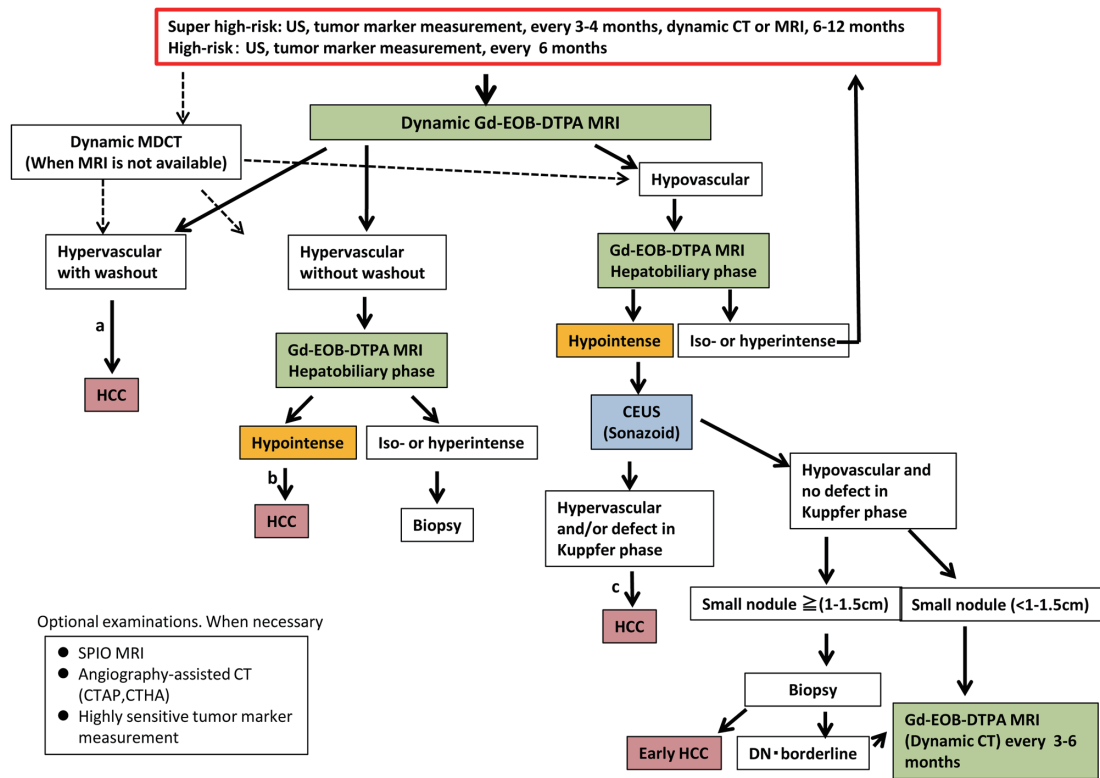 Super high-risk: US, tumor marker measurement, every 3-4 months, dynamic CT or MRI, 6-12 months
High-risk: US, tumor marker measurement, every 6 months
Dynamic Gd-EOB-DTPA MRI
Dynamic MDCT
(When MRI is not available)
Hypovascular
Hypervascular
with washout
Hypervascular
without washout
Gd-EOB-DTPA MRI
Hepatobiliary phase
a
Hypointense
Iso- or hyperintense
Gd-EOB-DTPA MRI
Hepatobiliary phase
HCC
CEUS
(Sonazoid)
Hypointense
Iso- or hyperintense
Hypovascular and
no defect in
Kuppfer phase
b
HCC
Biopsy
Hypervascular
and/or defect in
Kuppfer phase
c
HCC
Small nodule ≧(1-1.5cm)
Small nodule (<1-1.5cm)
Optional examinations. When necessary
● SPIO MRI
● Angiography-assisted CT
(CTAP,CTHA)
● Highly sensitive tumor marker
measurement
Biopsy
Early HCC
DN・borderline
Gd-EOB-DTPA MRI
(Dynamic CT) every 3-6
months